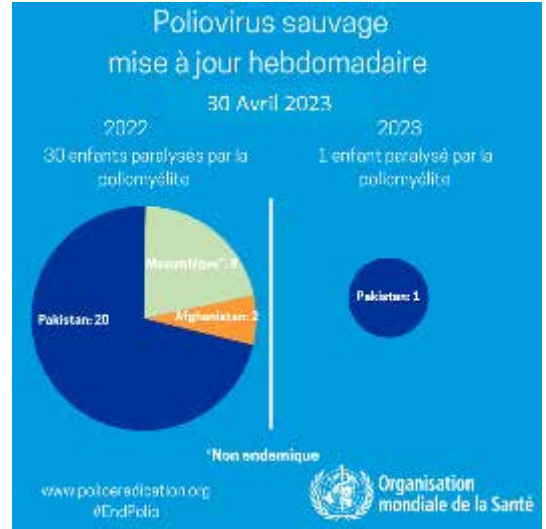 Poliovirus sauvage
mise à jour hebdomadaire
30 Avril 2023
2022
30 enfants paralysés par la
poliomyélite
2023
1 enfant paralysé par la
poliomyélite
Mozambique*: 8
Pakistan: 20
Afghanistan: 2
Pakistan: 1
*Non endemique
www.polioeradication.org
#EndPolio
Organisation
mondiale de la Santé